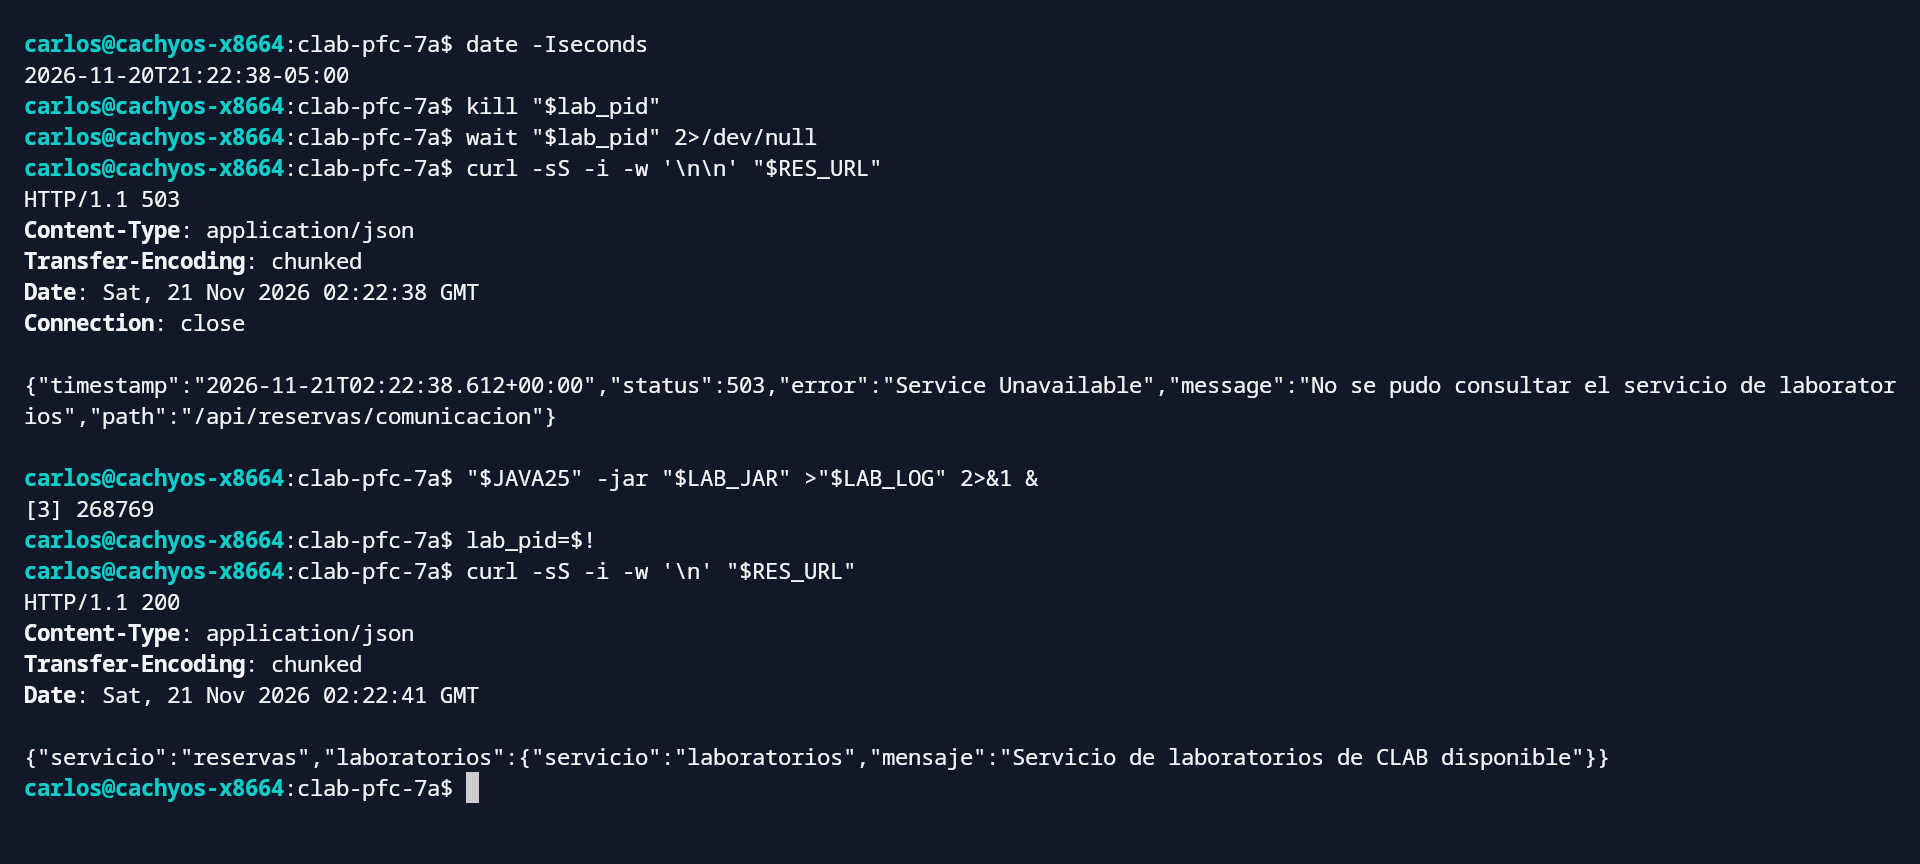 carlos@cachyos-x8664:clab-pfc-7a$ date -Iseconds
2026-11-20T21:22:38-05:00
carlos@cachyos-x8664:clab-pfc-7a$ kill "$lab_pid"
carlos@cachyos-x8664:clab-pfc-7a$ wait "$lab_pid" 2>/dev/null
carlos@cachyos-x8664:clab-pfc-7a$ curl -sS -i -w '\n\n' "$RES_URL"
HTTP/1.1 503
Content-Type: application/json
Transfer-Encoding: chunked
Date: Sat, 21 Nov 2026 02:22:38 GMT
Connection: close
{"timestamp":"2026-11-21T02:22:38.612+00:00","status":503,"error":"Service Unavailable","message":"No se pudo consultar el servicio de laborator
ios","path":"/api/reservas/comunicacion"}
carlos@cachyos-x8664:clab-pfc-7a$ "$JAVA25" -jar "$LAB_JAR" >"$LAB_LOG" 2>&1 &
[3] 268769
carlos@cachyos-x8664:clab-pfc-7a$ lab_pid=$!
carlos@cachyos-x8664:clab-pfc-7a$ curl -sS -i -w '\n' "$RES_URL"
HTTP/1.1 200
Content-Type: application/json
Transfer-Encoding: chunked
Date: Sat, 21 Nov 2026 02:22:41 GMT
{"servicio":"reservas","laboratorios":{"servicio":"laboratorios","mensaje":"Servicio de laboratorios de CLAB disponible"}}
carlos@cachyos-x8664:clab-pfc-7a$